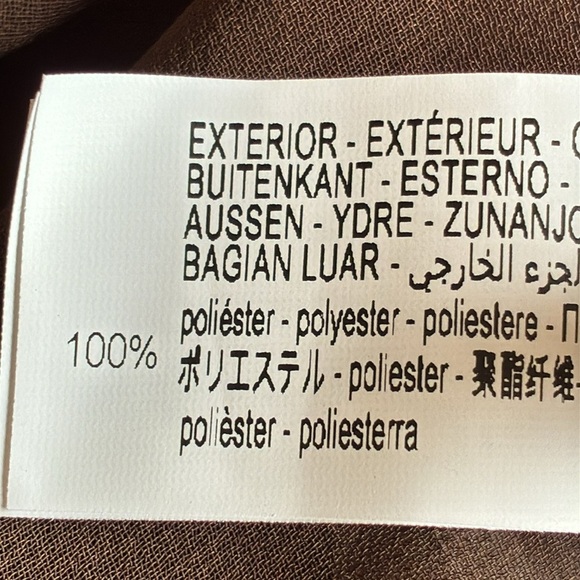 EXTERIOR - EXTÉRIEUR -
BUITENKANT - ESTERNO -
AUSSEN - YDRE -
BAGIAN LUAR - الجزء الخارجي
poliéster - polyester - poliestere -
100%
ポリエステル - poliester - 聚酯纤维
polièster - poliesterra